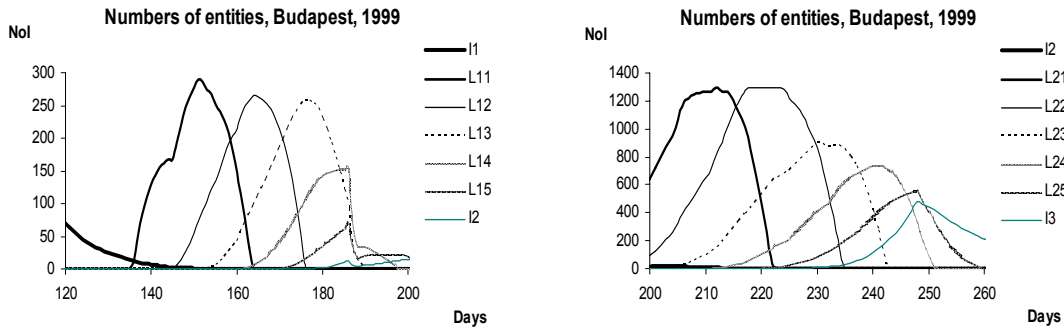 Numbers of entities, Budapest, 1999
NoI
I1
L11
L12
L13
L14
L15
I2
300
250
200
150
100
50
0
120
140
160
180
200
Days
Numbers of entities, Budapest, 1999
NoI
I2
L21
L22
L23
L24
L25
I3
1400
1200
1000
800
600
400
200
0
200
210
220
230
240
250
260
Days